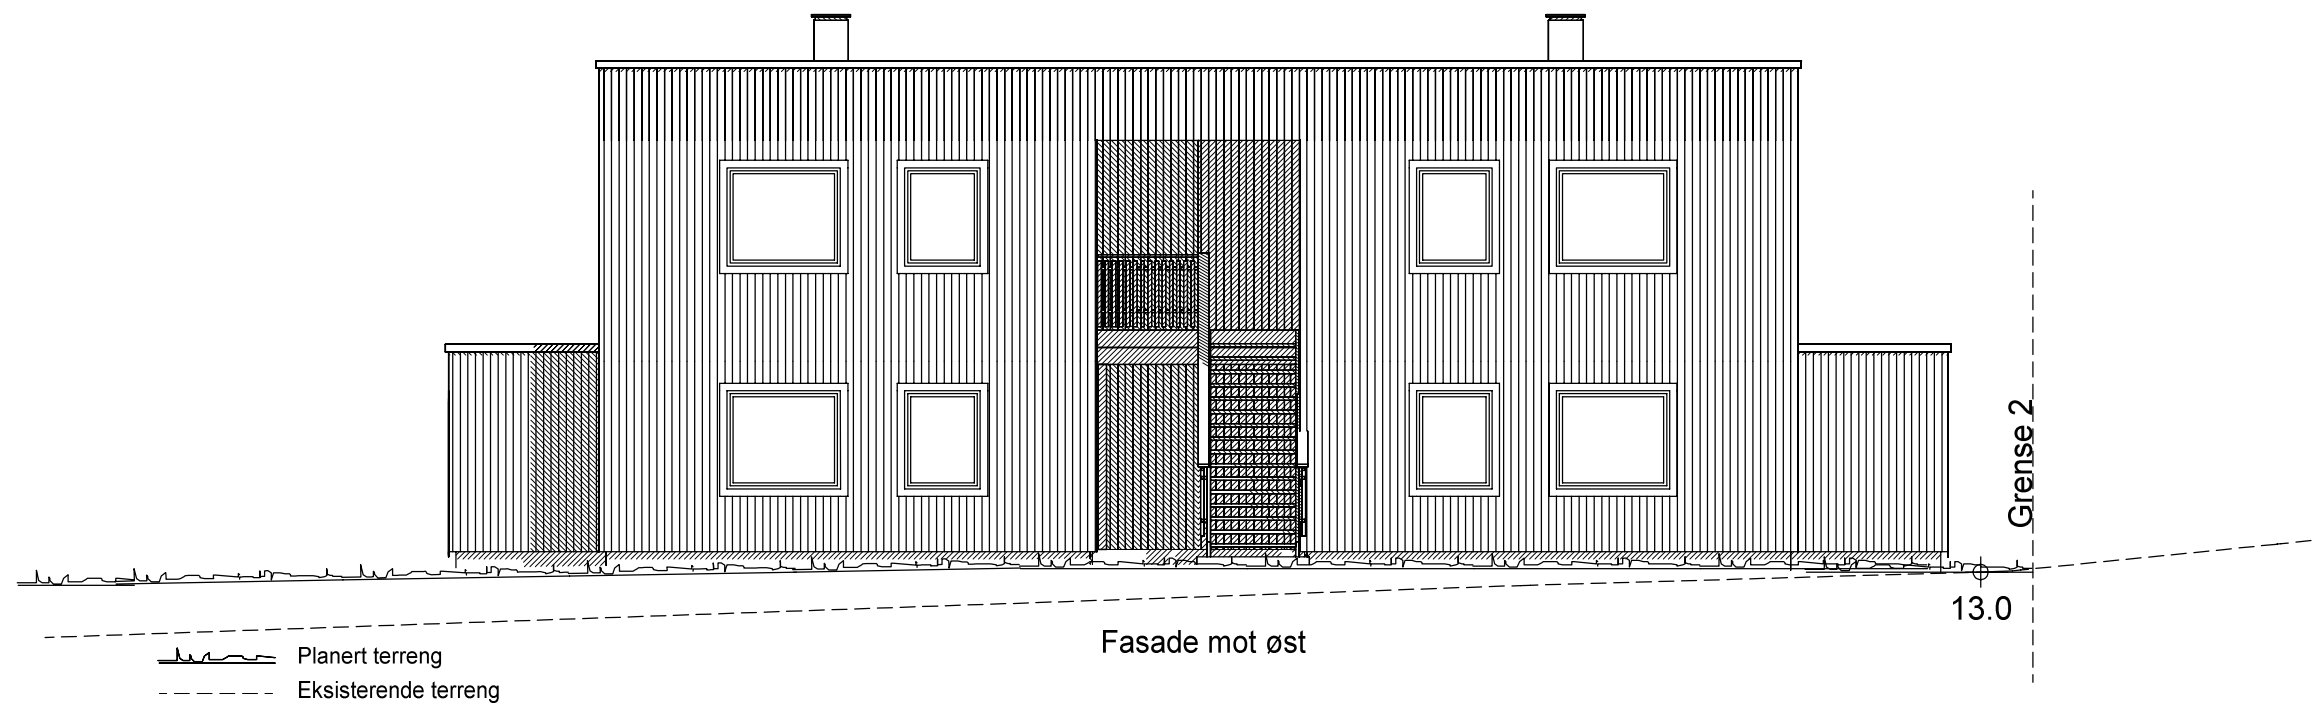 Grense 2
13.0
Fasade mot øst
Planert terreng
Eksisterende terreng